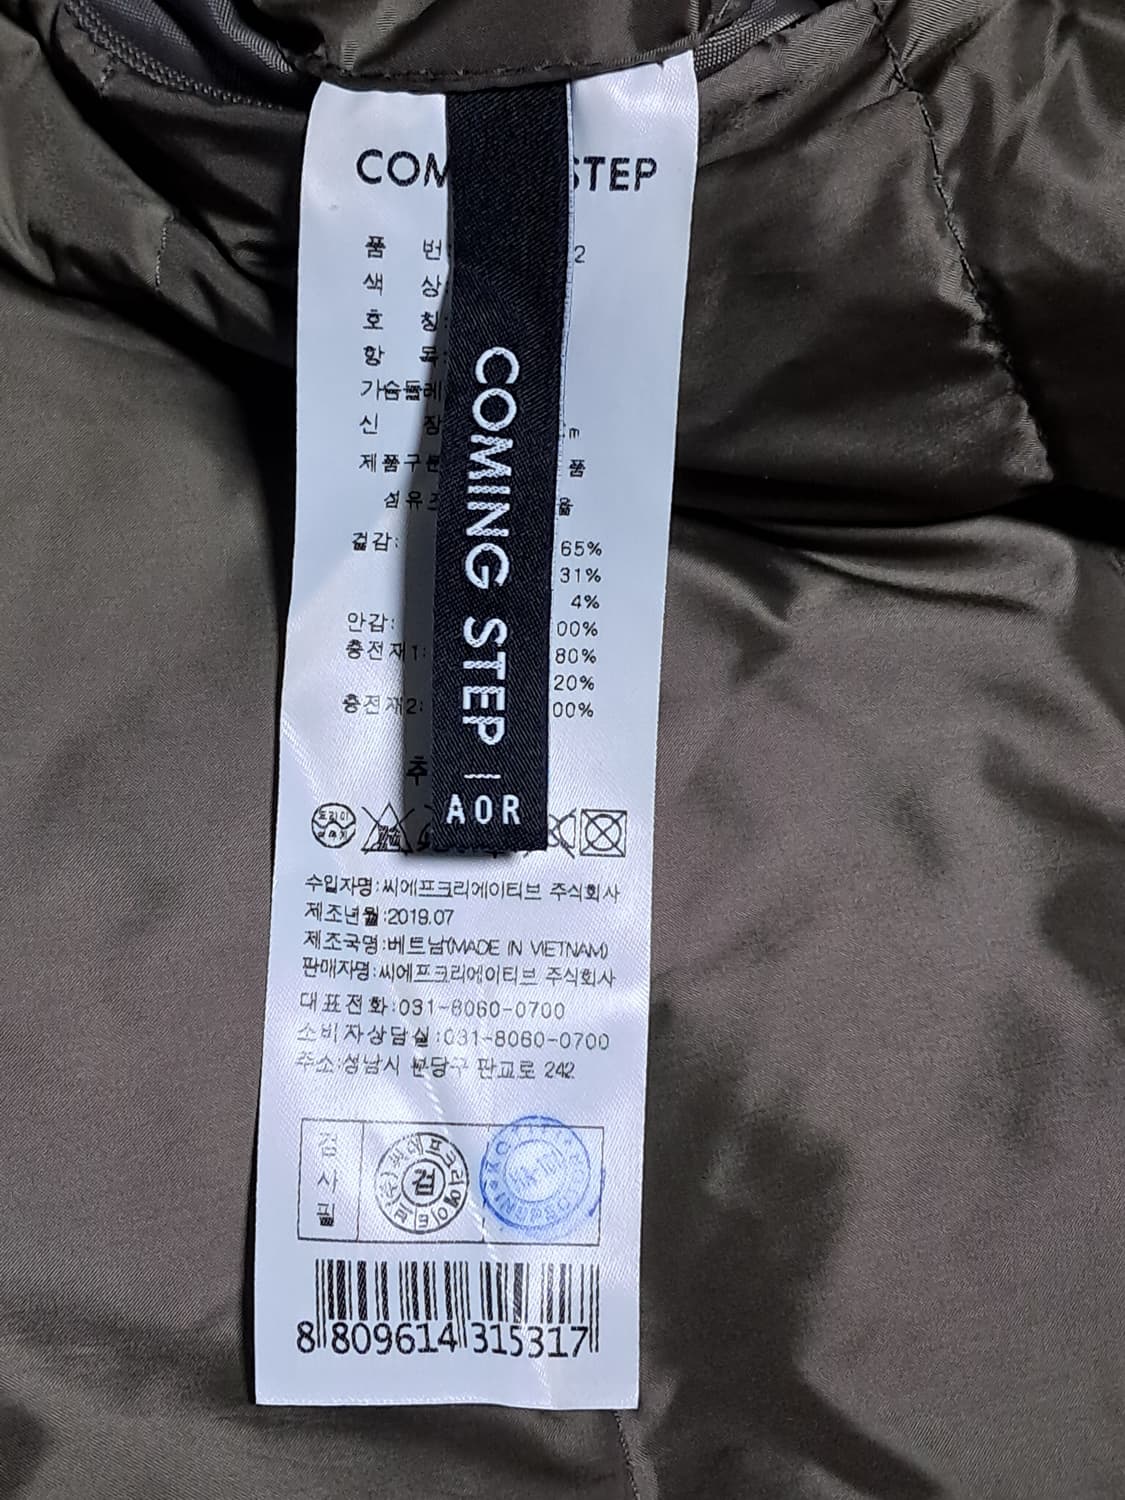 COM STEP
품 번: 2
색 상:
호 칭:
항 목:
가슴둘레
신 장 cm
제품구분 품
섬유조 율
겉감: 65%
31%
4%
안감: 00%
충전재1: 80%
20%
충전재2: 00%
COMING STEP | AOR
드라이
수입자명:씨에프크리에이티브 주식회사
제조년월:2019.07
제조국명:베트남(MADE IN VIETNAM)
판매자명:씨에프크리에이티브 주식회사
대표전화:031-8060-0700
소비자상담실:031-8060-0700
주소:성남시 분당구 판교로 242
검사필
검
8 809614 315317